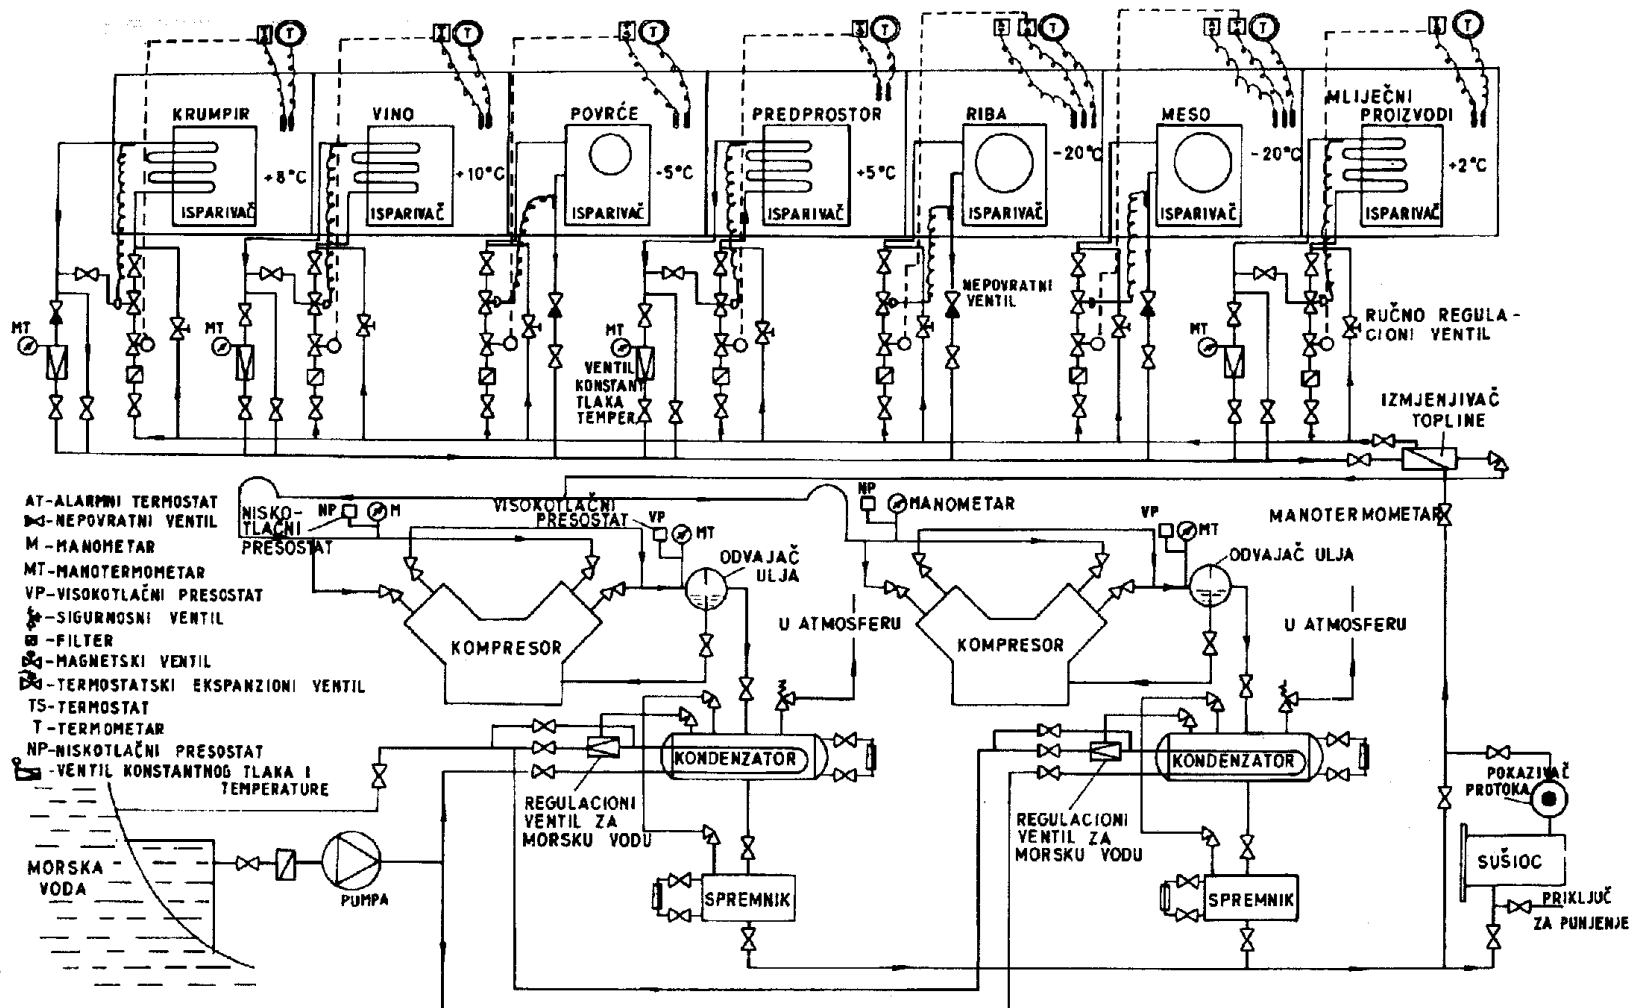 T
T
T
T
T
T
T
KRUMPIR
VINO
POVRĆE
PREDPROSTOR
RIBA
MESO
MLIJEČNI
PROIZVODI
+8°C
+10°C
-5°C
+5°C
-20°C
-20°C
+2°C
ISPARIVAČ
ISPARIVAČ
ISPARIVAČ
ISPARIVAČ
ISPARIVAČ
ISPARIVAČ
ISPARIVAČ
NEPOVRATNI
VENTIL
RUČNO REGULA-
CIONI VENTIL
MT
MT
MT
MT
VENTIL
KONSTANT
TLAKA
TEMPER.
IZMJENJIVAČ
TOPLINE
AT-ALARMNI TERMOSTAT
-NEPOVRATNI VENTIL
M-MANOMETAR
MT-MANOTERMOMETAR
VP-VISOKOTLAČNI PRESOSTAT
-SIGURNOSNI VENTIL
-FILTER
-MAGNETSKI VENTIL
-TERMOSTATSKI EKSPANZIONI VENTIL
TS-TERMOSTAT
T-TERMOMETAR
NP-NISKOTLAČNI PRESOSTAT
-VENTIL KONSTANTNOG TLAKA I
TEMPERATURE
NISKO-
TLAČNI
PRESOSTAT
NP
M
VISOKOTLAČNI
PRESOSTAT
VP
MT
ODVAJAČ
ULJA
KOMPRESOR
U ATMOSFERU
NP
MANOMETAR
VP
MT
MANOTERMOMETAR
ODVAJAČ ULJA
KOMPRESOR
U ATMOSFERU
KONDENZATOR
KONDENZATOR
REGULACIONI
VENTIL ZA
MORSKU VODU
REGULACIONI
VENTIL ZA
MORSKU VODU
POKAZIVAČ
PROTOKA
SUŠIOC
PRIKLJUČ
ZA PUNJENJE
MORSKA
VODA
PUMPA
SPREMNIK
SPREMNIK